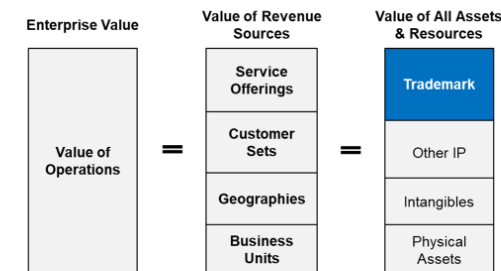 Enterprise Value
Value of
Operations
=
Value of Revenue
Sources
Service
Offerings
Customer
Sets
Geographies
Business
Units
=
Value of All Assets
& Resources
Trademark
Other IP
Intangibles
Physical
Assets